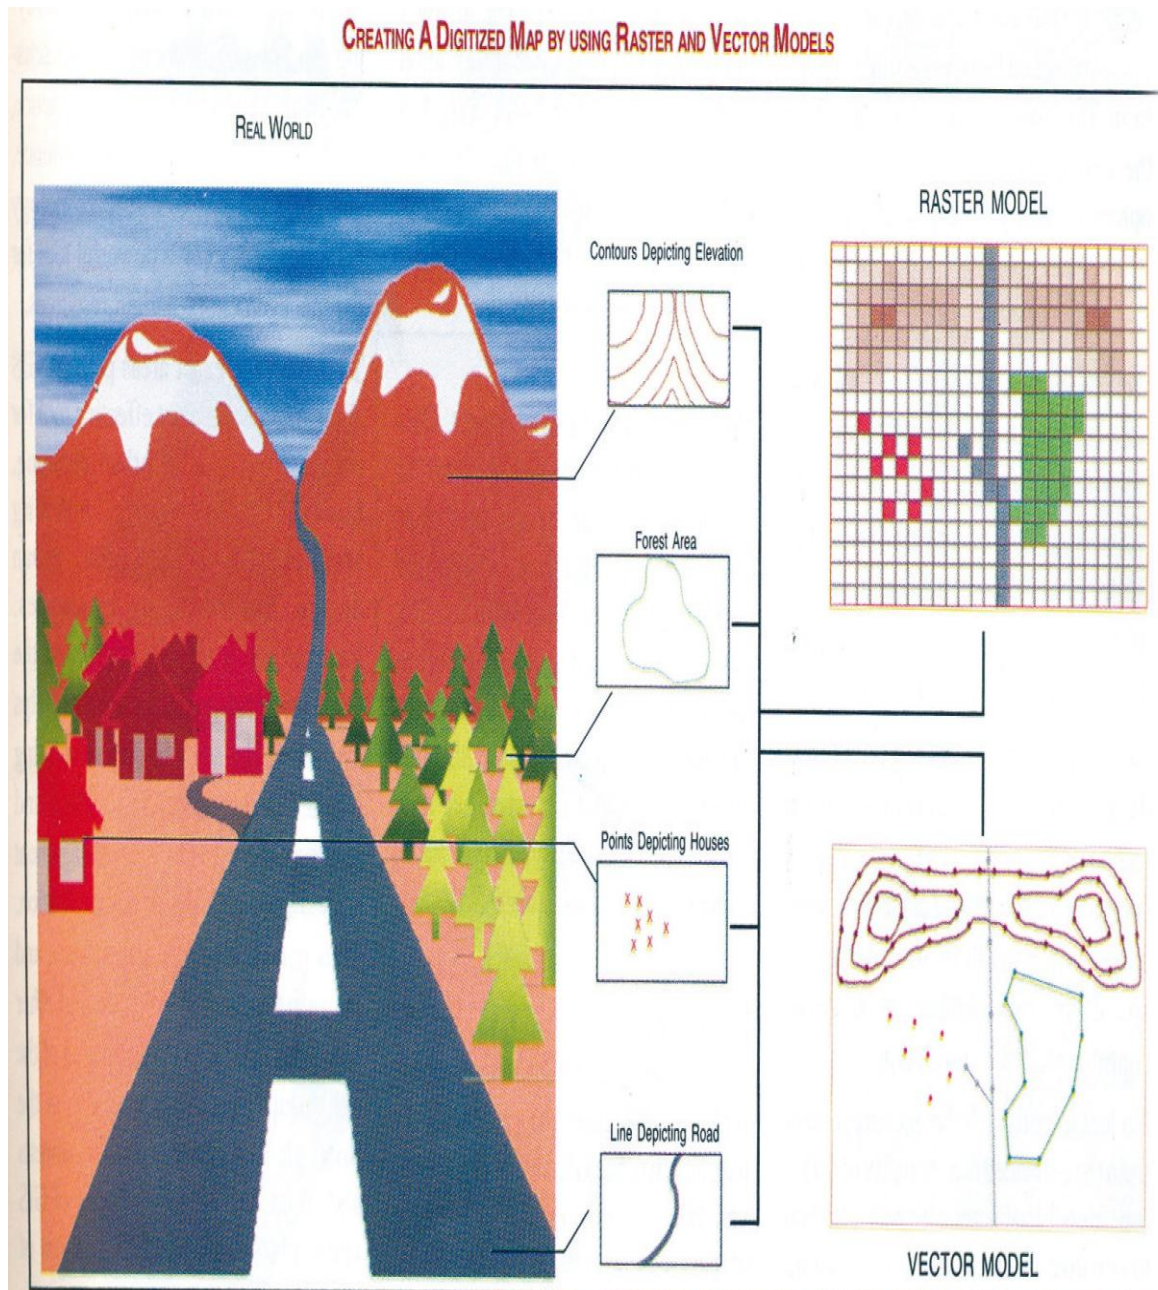 CREATING A DIGITIZED MAP BY USING RASTER AND VECTOR MODELS
REAL WORLD
RASTER MODEL
Contours Depicting Elevation
Forest Area
Points Depicting Houses
Line Depicting Road
VECTOR MODEL